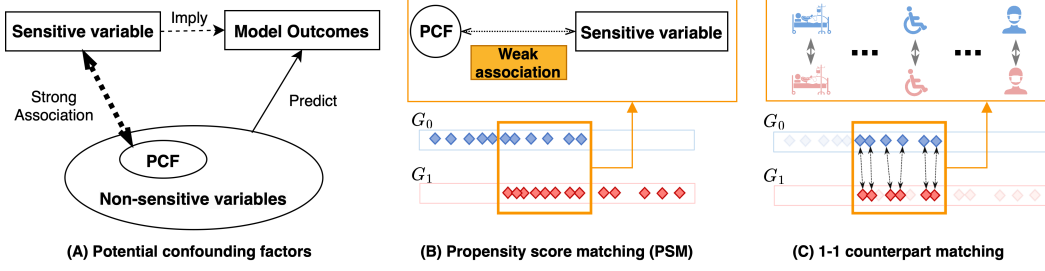 Sensitive variable
Imply
Model Outcomes
Strong
Association
Predict
PCF
Non-sensitive variables
(A) Potential confounding factors
PCF
Weak
association
Sensitive variable
G₀
G₁
(B) Propensity score matching (PSM)
G₀
G₁
(C) 1-1 counterpart matching